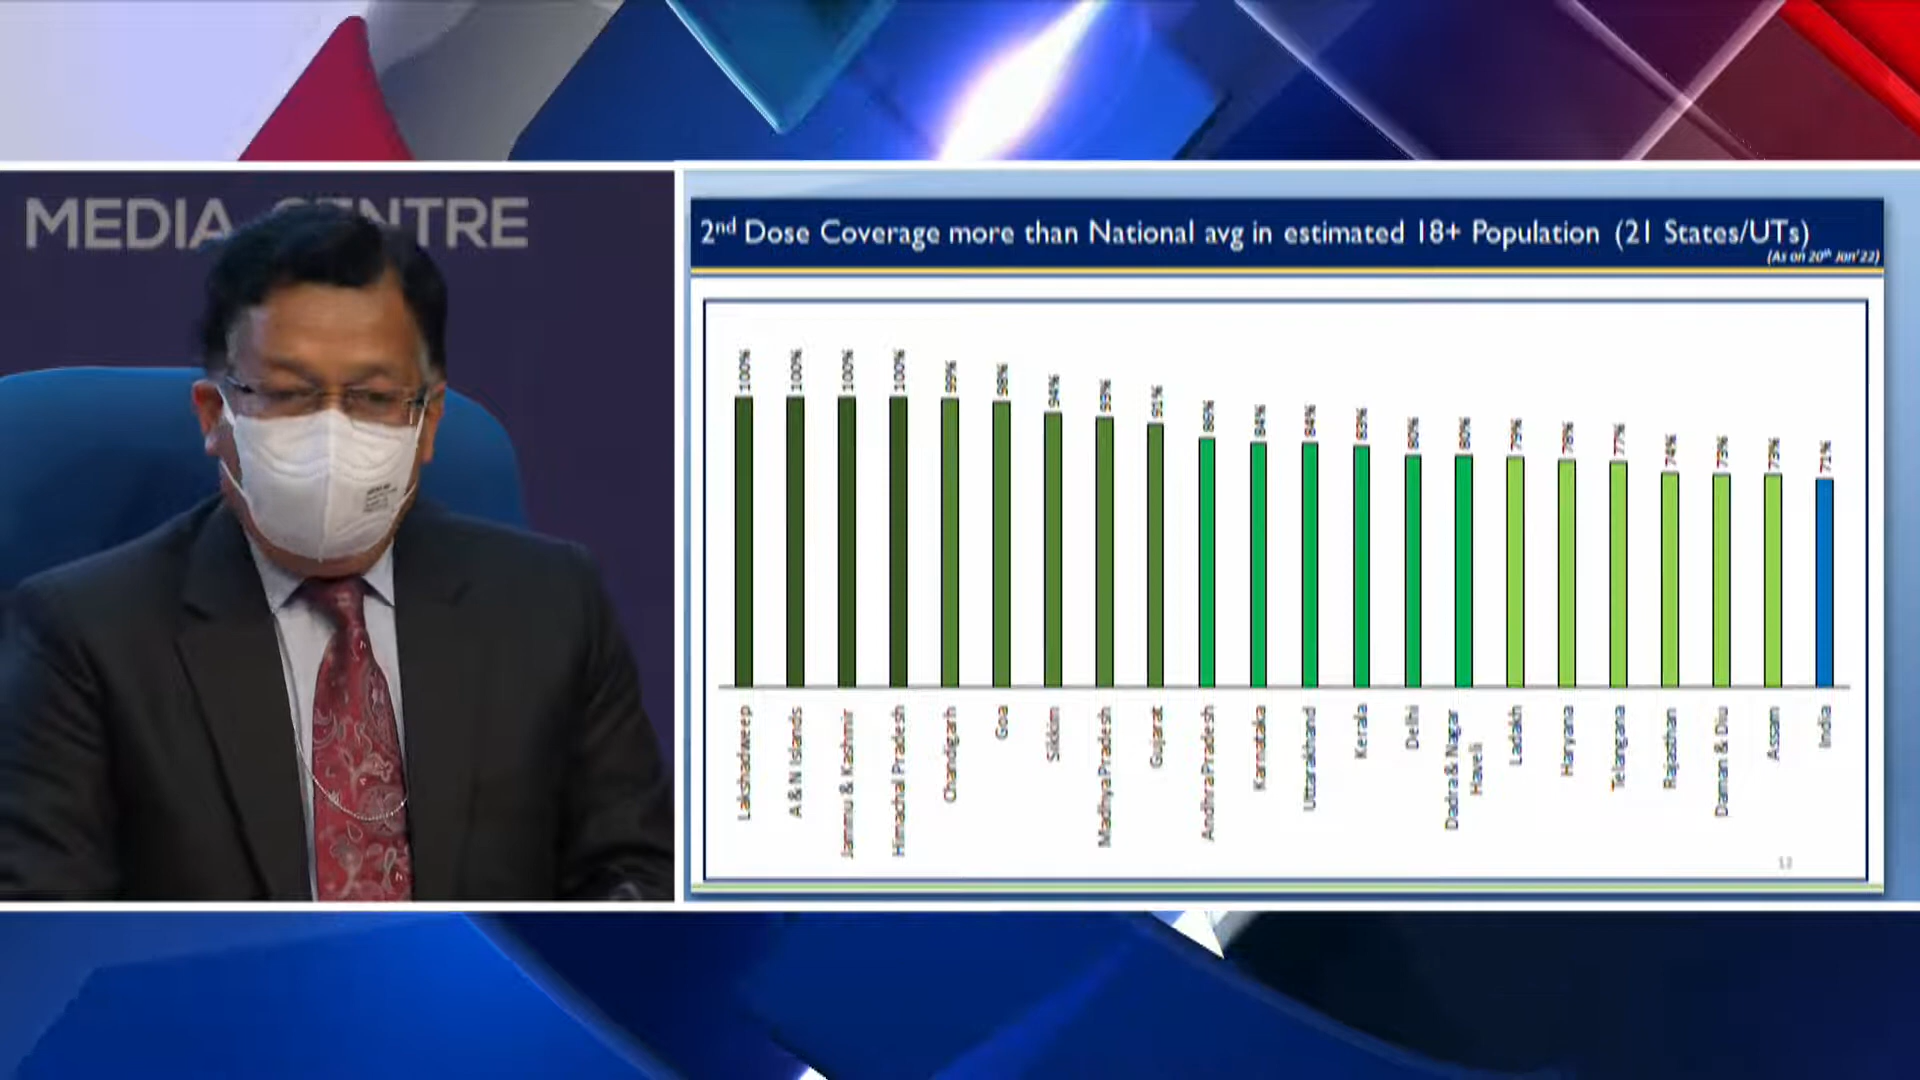 MEDIA CENTRE
2nd Dose Coverage more than National avg in estimated 18+ Population (21 States/UTs)
(As on 20th Jan'22)
100%
100%
100%
100%
99%
98%
94%
93%
91%
86%
84%
84%
83%
80%
80%
79%
78%
77%
74%
73%
73%
71%
Lakshadweep
A & N Islands
Jammu & Kashmir
Himachal Pradesh
Chandigarh
Goa
Sikkim
Madhya Pradesh
Gujarat
Andhra Pradesh
Karnataka
Uttarakhand
Kerala
Delhi
Dadra & Nagar
Haveli
Ladakh
Haryana
Telangana
Rajasthan
Daman & Diu
Assam
India